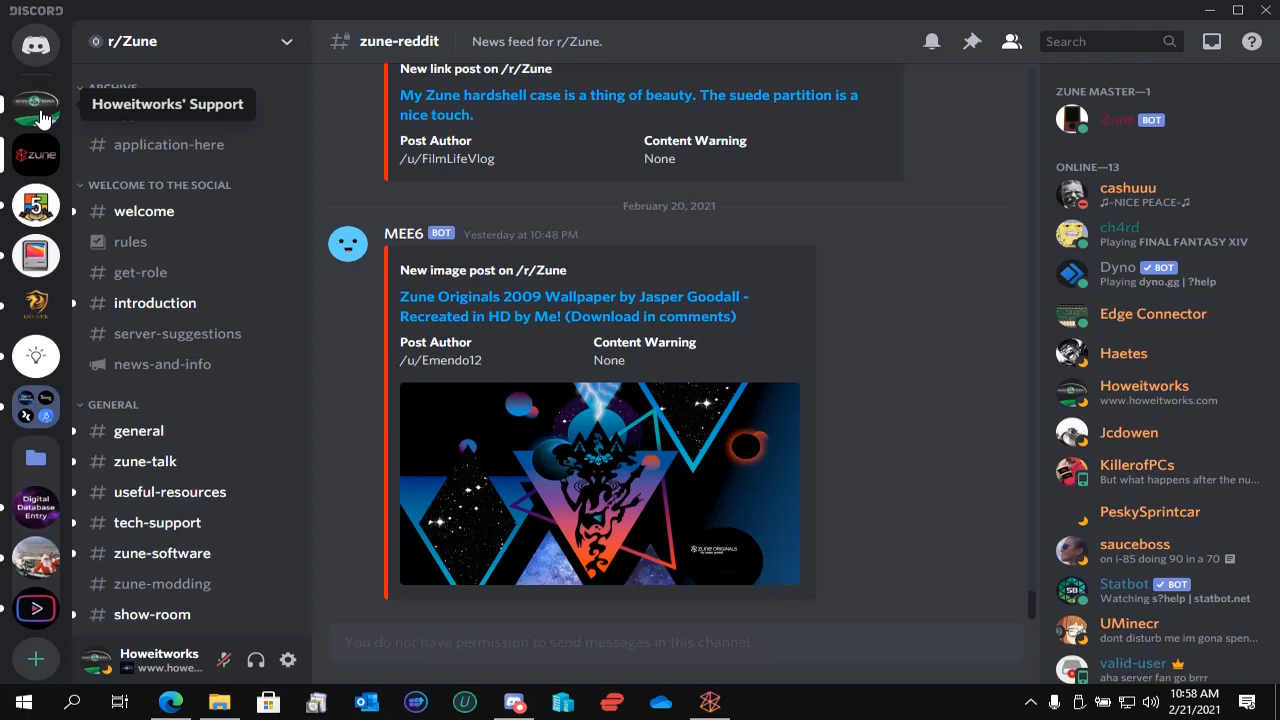 DISCORD
r/Zune
zune-reddit
News feed for r/Zune.
Search
Howeitworks' Support
ARCHIVE
application-here
WELCOME TO THE SOCIAL
welcome
rules
get-role
introduction
server-suggestions
news-and-info
GENERAL
general
zune-talk
useful-resources
tech-support
zune-software
zune-modding
show-room
Howeitworks
www.howe...
zune
5
Digital
Database
Entry
New link post on /r/Zune
My Zune hardshell case is a thing of beauty. The suede partition is a
nice touch.
Post Author
Content Warning
/u/FilmLifeVlog
None
February 20, 2021
MEE6 BOT Yesterday at 10:48 PM
New image post on /r/Zune
Zune Originals 2009 Wallpaper by Jasper Goodall -
Recreated in HD by Me! (Download in comments)
Post Author
Content Warning
/u/Emendo12
None
ZUNE ORIGINALS
You do not have permission to send messages in this channel.
ZUNE MASTER—1
Zune BOT
ONLINE—13
cashuuu
♫-NICE PEACE-♫
ch4rd
Playing FINAL FANTASY XIV
Dyno ✓ BOT
Playing dyno.gg | ?help
Edge Connector
Haetes
Howeitworks
www.howeitworks.com
Jcdowen
KillerofPCs
But what happens after the nu...
PeskySprintcar
sauceboss
on i-85 doing 90 in a 70
Statbot ✓ BOT
Watching s?help | statbot.net
UMinecr
dont disturb me im gona spen...
valid-user
aha server fan go brrr
10:58 AM
2/21/2021